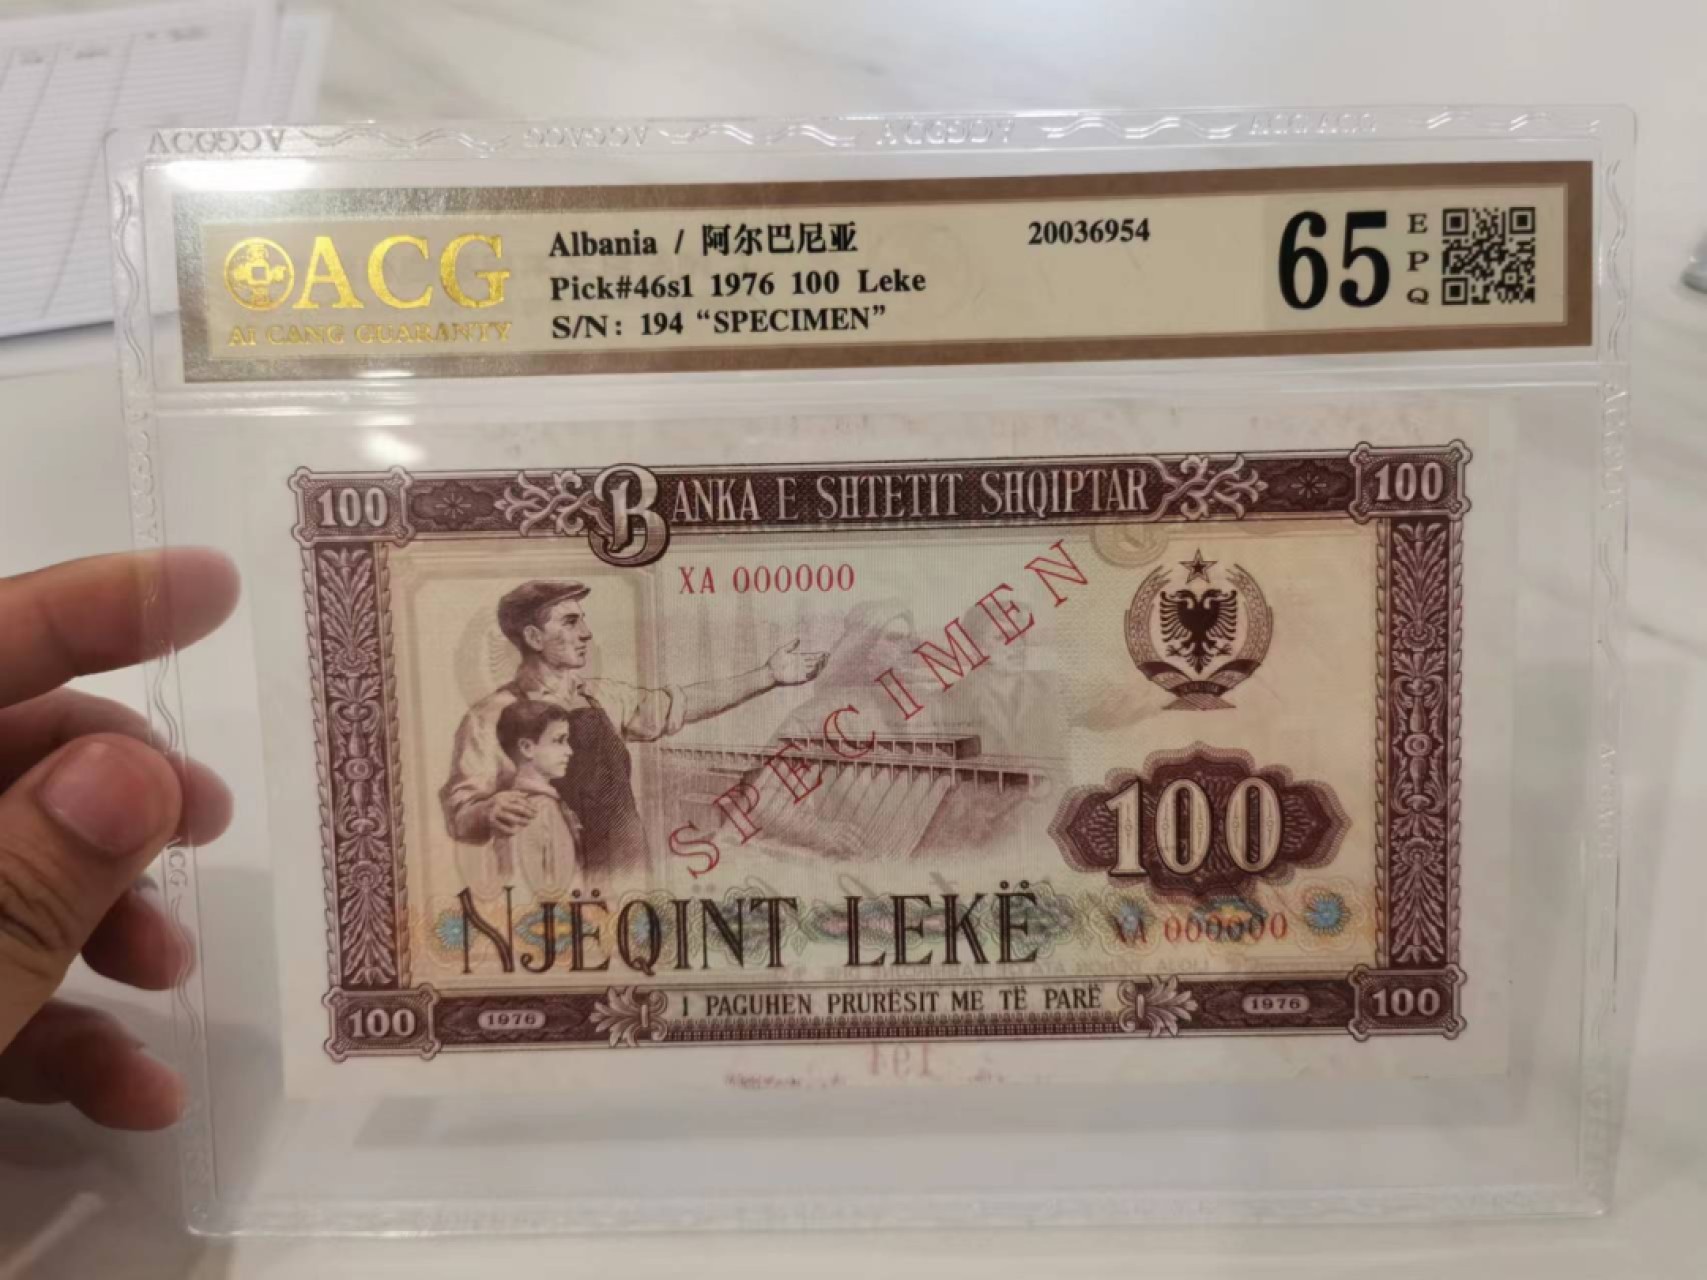 ACG
AI CANG GUARANTY
Albania / 阿尔巴尼亚
Pick#46s1 1976 100 Leke
S/N: 194 “SPECIMEN”
20036954
65
EPQ
100
BANKA E SHTETIT SHQIPTAR
100
XA 000000
SPECIMEN
100
NJËQINT LEKË
XA 000000
100
1976
I PAGUHEN PRURËSIT ME TË PARË
1976
100
194